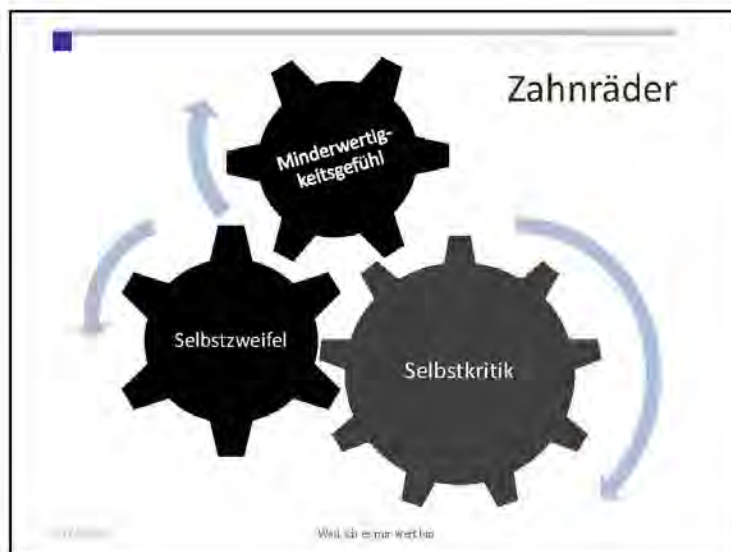 Zahnräder
Minderwertig-
keitsgefühl
Selbstzweifel
Selbstkritik
Weil ich es mir wert bin